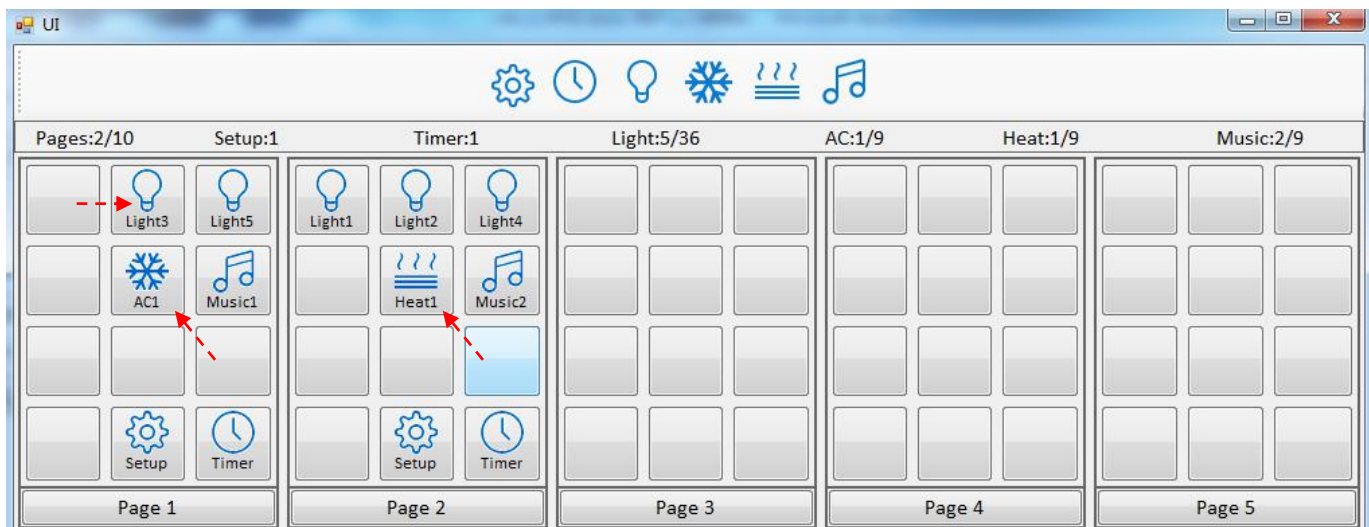 UI
Pages:2/10 Setup:1 Timer:1 Light:5/36 AC:1/9 Heat:1/9 Music:2/9
Light3 Light5 Light1 Light2 Light4
AC1 Music1 Heat1 Music2
Setup Timer Setup Timer
Page 1 Page 2 Page 3 Page 4 Page 5